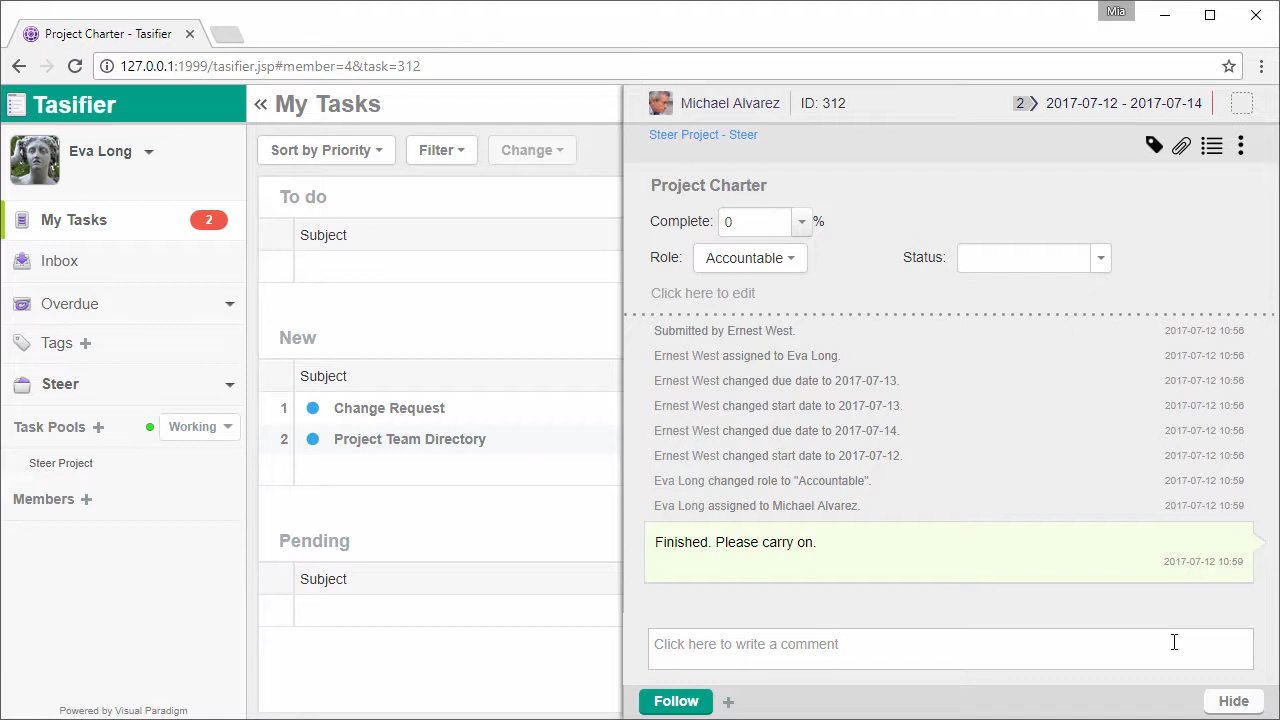 Mia
Project Charter - Tasifier
127.0.0.1:1999/tasifier.jsp#member=4&task=312
Tasifier
Eva Long
My Tasks 2
Inbox
Overdue
Tags +
Steer
Task Pools + Working
Steer Project
Members +
Powered by Visual Paradigm
« My Tasks
Sort by Priority Filter Change
To do
Subject
New
Subject
1 Change Request
2 Project Team Directory
Pending
Subject
Michael Alvarez ID: 312 2 2017-07-12 - 2017-07-14
Steer Project - Steer
Project Charter
Complete: 0 %
Role: Accountable Status:
Click here to edit
Submitted by Ernest West. 2017-07-12 10:56
Ernest West assigned to Eva Long. 2017-07-12 10:56
Ernest West changed due date to 2017-07-13. 2017-07-12 10:56
Ernest West changed start date to 2017-07-13. 2017-07-12 10:56
Ernest West changed due date to 2017-07-14. 2017-07-12 10:56
Ernest West changed start date to 2017-07-12. 2017-07-12 10:56
Eva Long changed role to "Accountable". 2017-07-12 10:59
Eva Long assigned to Michael Alvarez. 2017-07-12 10:59
Finished. Please carry on.
2017-07-12 10:59
Click here to write a comment
Follow + Hide